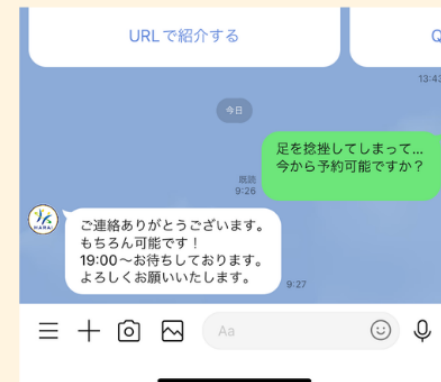 URLで紹介する
Q
13:43
今日
足を捻挫してしまって...
今から予約可能ですか？
既読
9:26
HARAI
ご連絡ありがとうございます。
もちろん可能です！
19:00〜お待ちしております。
よろしくお願いいたします。
9:27
Aa